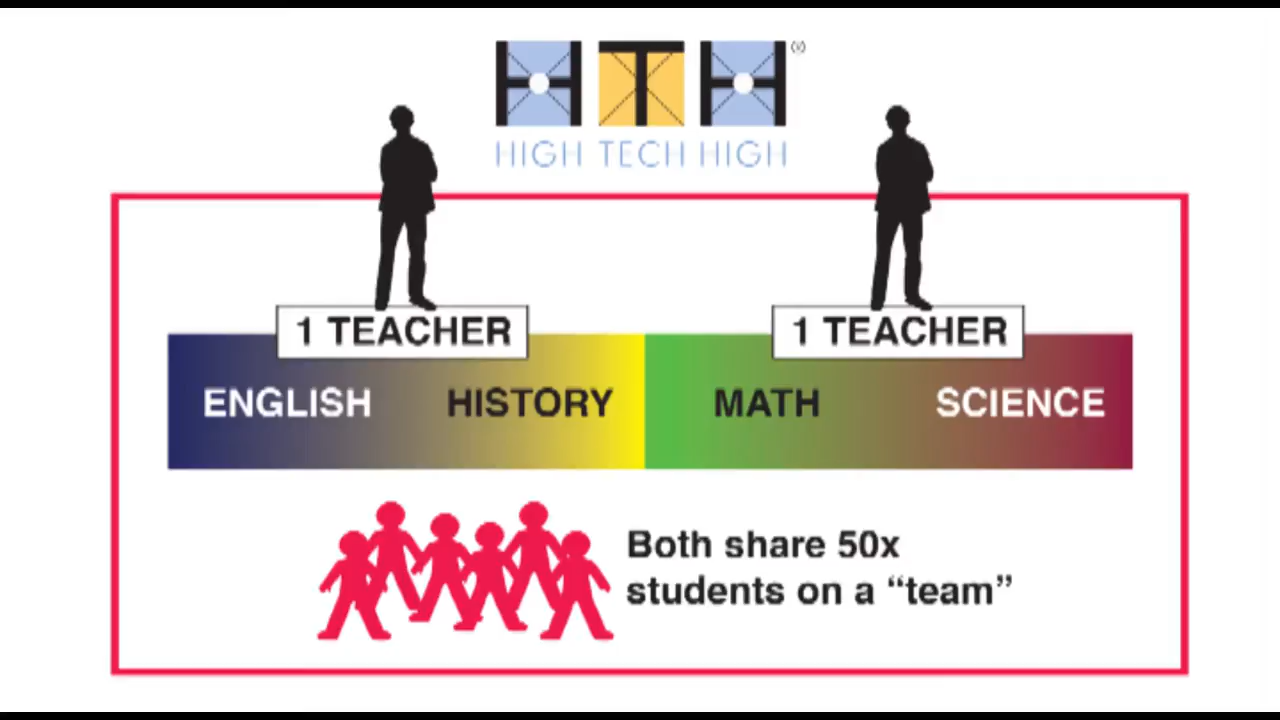 HTH
HIGH TECH HIGH
1 TEACHER 1 TEACHER
ENGLISH HISTORY MATH SCIENCE
Both share 50x
students on a “team”